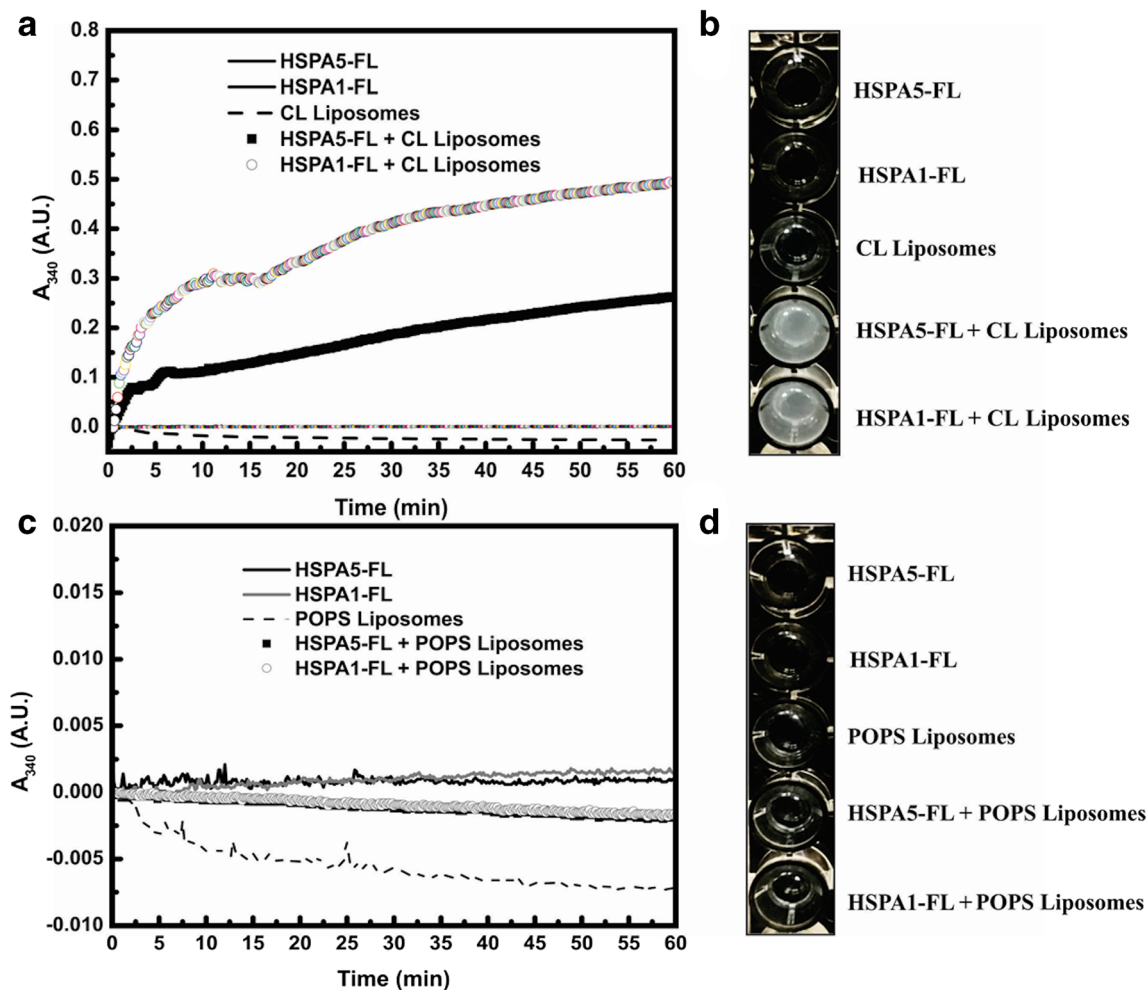 a
0.8
0.7
0.6
0.5
0.4
0.3
0.2
0.1
0.0
A340 (A.U.)
HSPA5-FL
HSPA1-FL
CL Liposomes
HSPA5-FL + CL Liposomes
HSPA1-FL + CL Liposomes
0 5 10 15 20 25 30 35 40 45 50 55 60
Time (min)
b
HSPA5-FL
HSPA1-FL
CL Liposomes
HSPA5-FL + CL Liposomes
HSPA1-FL + CL Liposomes
c
0.020
0.015
0.010
0.005
0.000
-0.005
-0.010
A340 (A.U.)
HSPA5-FL
HSPA1-FL
POPS Liposomes
HSPA5-FL + POPS Liposomes
HSPA1-FL + POPS Liposomes
0 5 10 15 20 25 30 35 40 45 50 55 60
Time (min)
d
HSPA5-FL
HSPA1-FL
POPS Liposomes
HSPA5-FL + POPS Liposomes
HSPA1-FL + POPS Liposomes